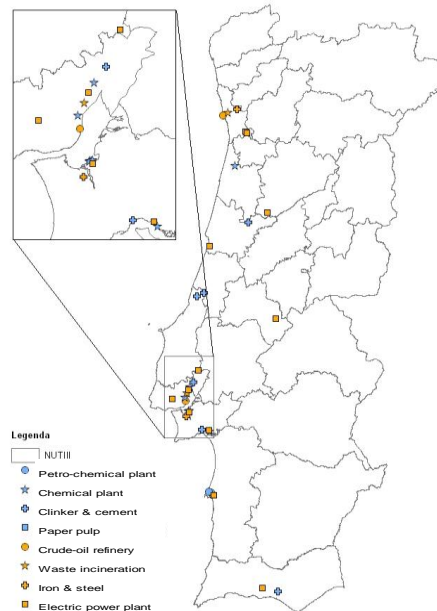 Legenda
NUTIII
Petro-chemical plant
Chemical plant
Clinker & cement
Paper pulp
Crude-oil refinery
Waste incineration
Iron & steel
Electric power plant